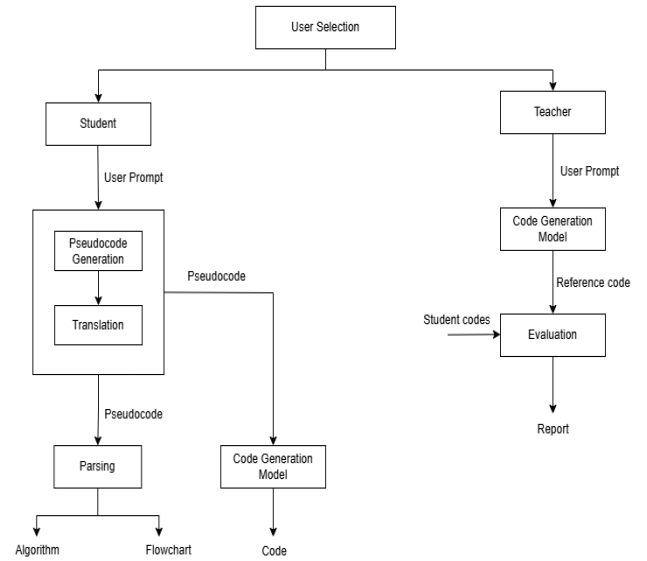 User Selection
Student
Teacher
User Prompt
User Prompt
Pseudocode
Generation
Code Generation
Model
Pseudocode
Reference code
Translation
Student codes
Evaluation
Pseudocode
Report
Parsing
Code Generation
Model
Algorithm
Flowchart
Code